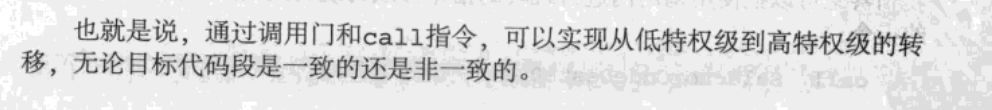 也就是说，通过调用门和call指令，可以实现从低特权级到高特权级的转
移，无论目标代码段是一致的还是非一致的。